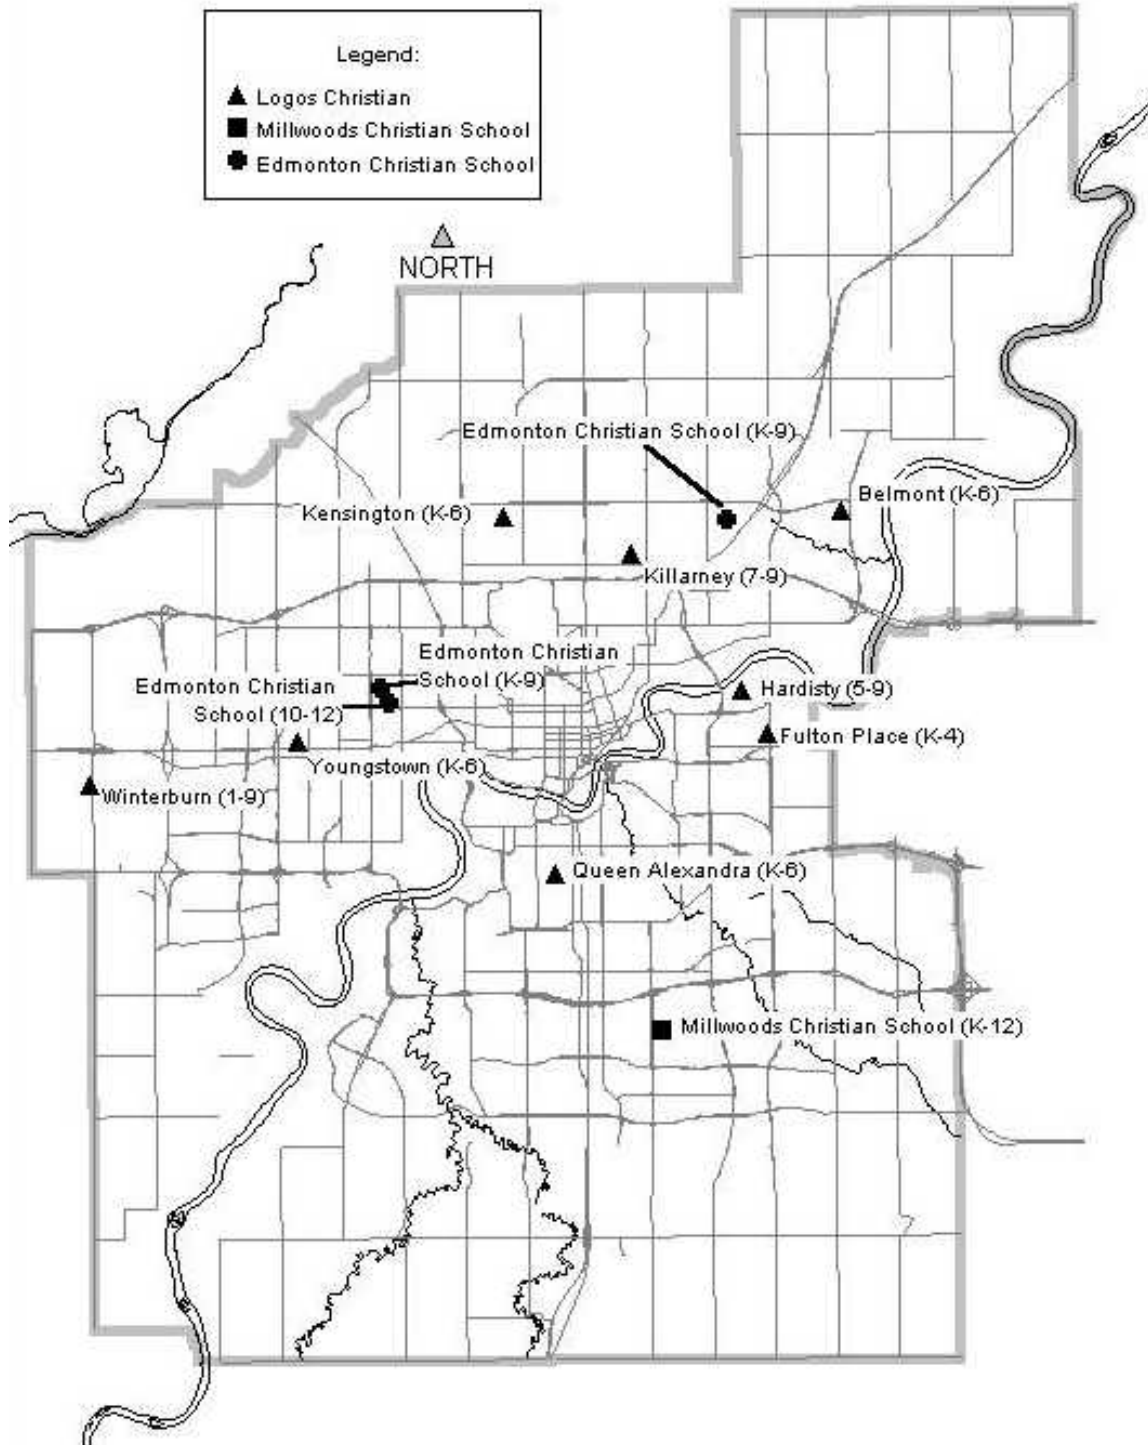 Legend:
Logos Christian
Millwoods Christian School
Edmonton Christian School
NORTH
Edmonton Christian School (K-9)
Belmont (K-6)
Kensington (K-6)
Killarney (7-9)
Edmonton Christian
School (K-9)
Edmonton Christian
School (10-12)
Hardisty (5-9)
Fulton Place (K-4)
Youngstown (K-6)
Winterburn (1-9)
Queen Alexandra (K-6)
Millwoods Christian School (K-12)